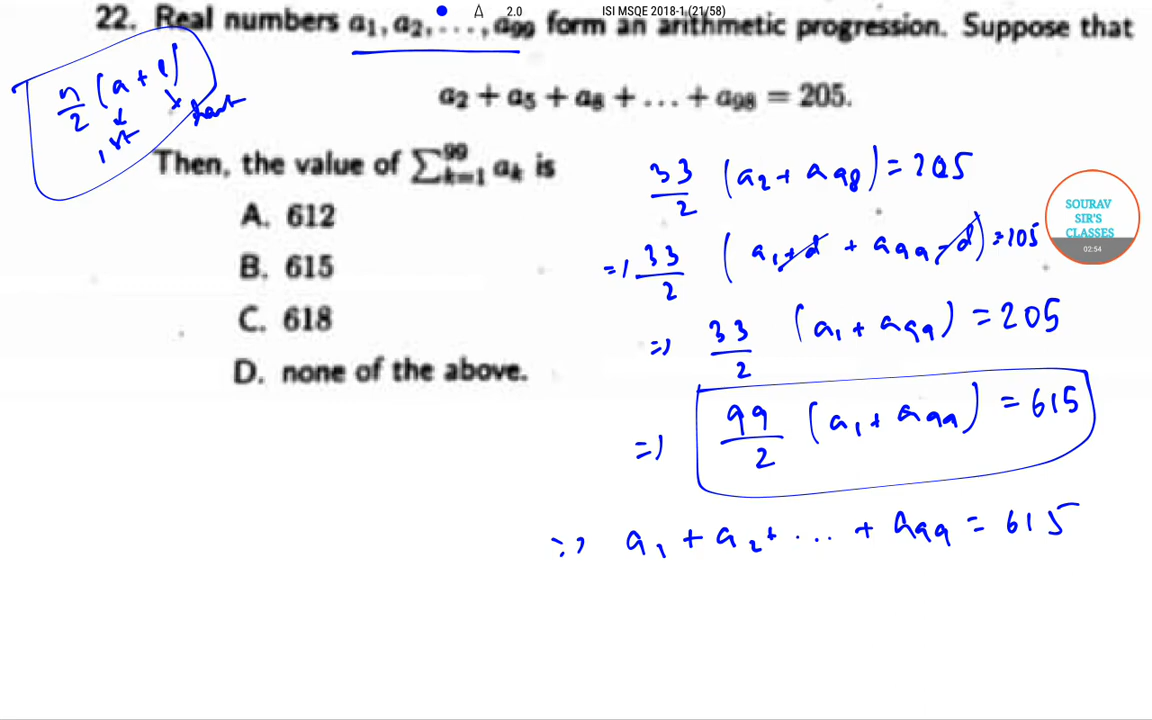 A 2.0 ISI MSQE 2018-1 (21/58)
22. Real numbers a₁, a₂, ..., a₉₉ form an arithmetic progression. Suppose that
a₂ + a₅ + a₈ + ... + a₉₈ = 205.
n/2 (a + l)
1st last
Then, the value of ∑_{k=1}^{99} a_k is
A. 612
B. 615
C. 618
D. none of the above.
33/2 (a₂ + a₉₈) = 205
=) 33/2 (a₁ + d + a₉₉ - d) = 205
=) 33/2 (a₁ + a₉₉) = 205
=) 99/2 (a₁ + a₉₉) = 615
=) a₁ + a₂ + ... + a₉₉ = 615
SOURAV
SIR'S
CLASSES
02:54